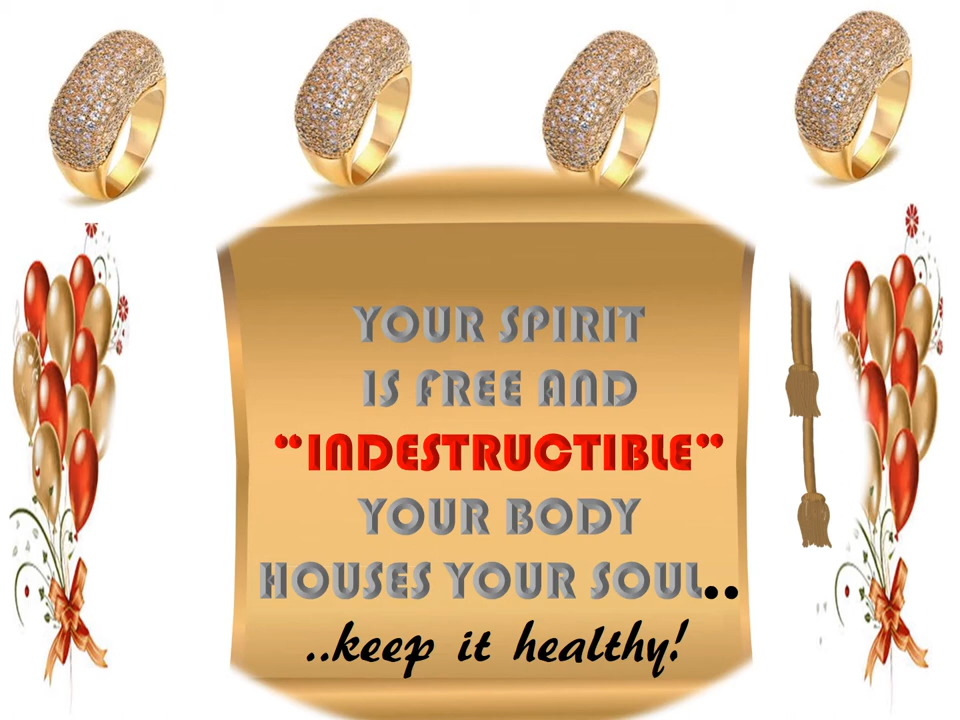 YOUR SPIRIT
IS FREE AND
“INDESTRUCTIBLE”
YOUR BODY
HOUSES YOUR SOUL..
..keep it healthy!